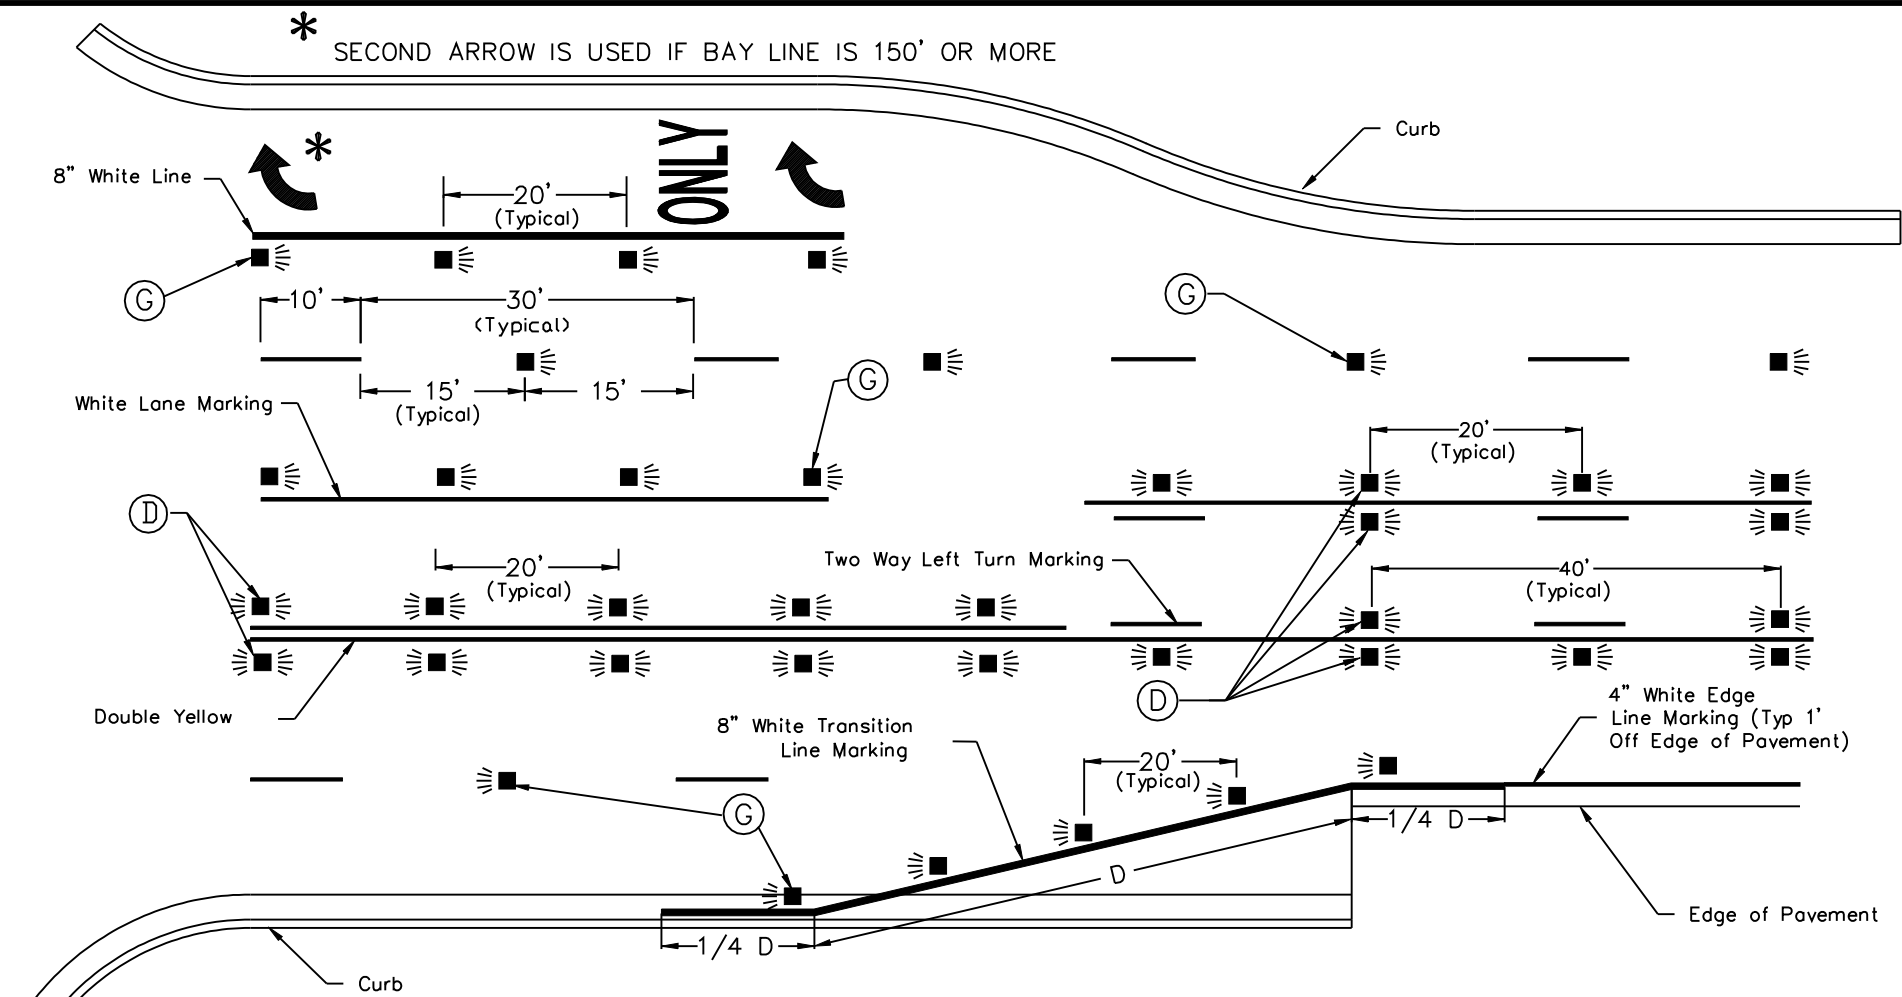 *
SECOND ARROW IS USED IF BAY LINE IS 150' OR MORE
Curb
*
ONLY
8" White Line
20'
(Typical)
G
G
10'
30'
(Typical)
15'
15'
(Typical)
G
White Lane Marking
20'
(Typical)
D
20'
(Typical)
Two Way Left Turn Marking
40'
(Typical)
Double Yellow
D
4" White Edge
Line Marking (Typ 1'
Off Edge of Pavement)
8" White Transition
Line Marking
20'
(Typical)
G
1/4 D
D
1/4 D
Edge of Pavement
Curb